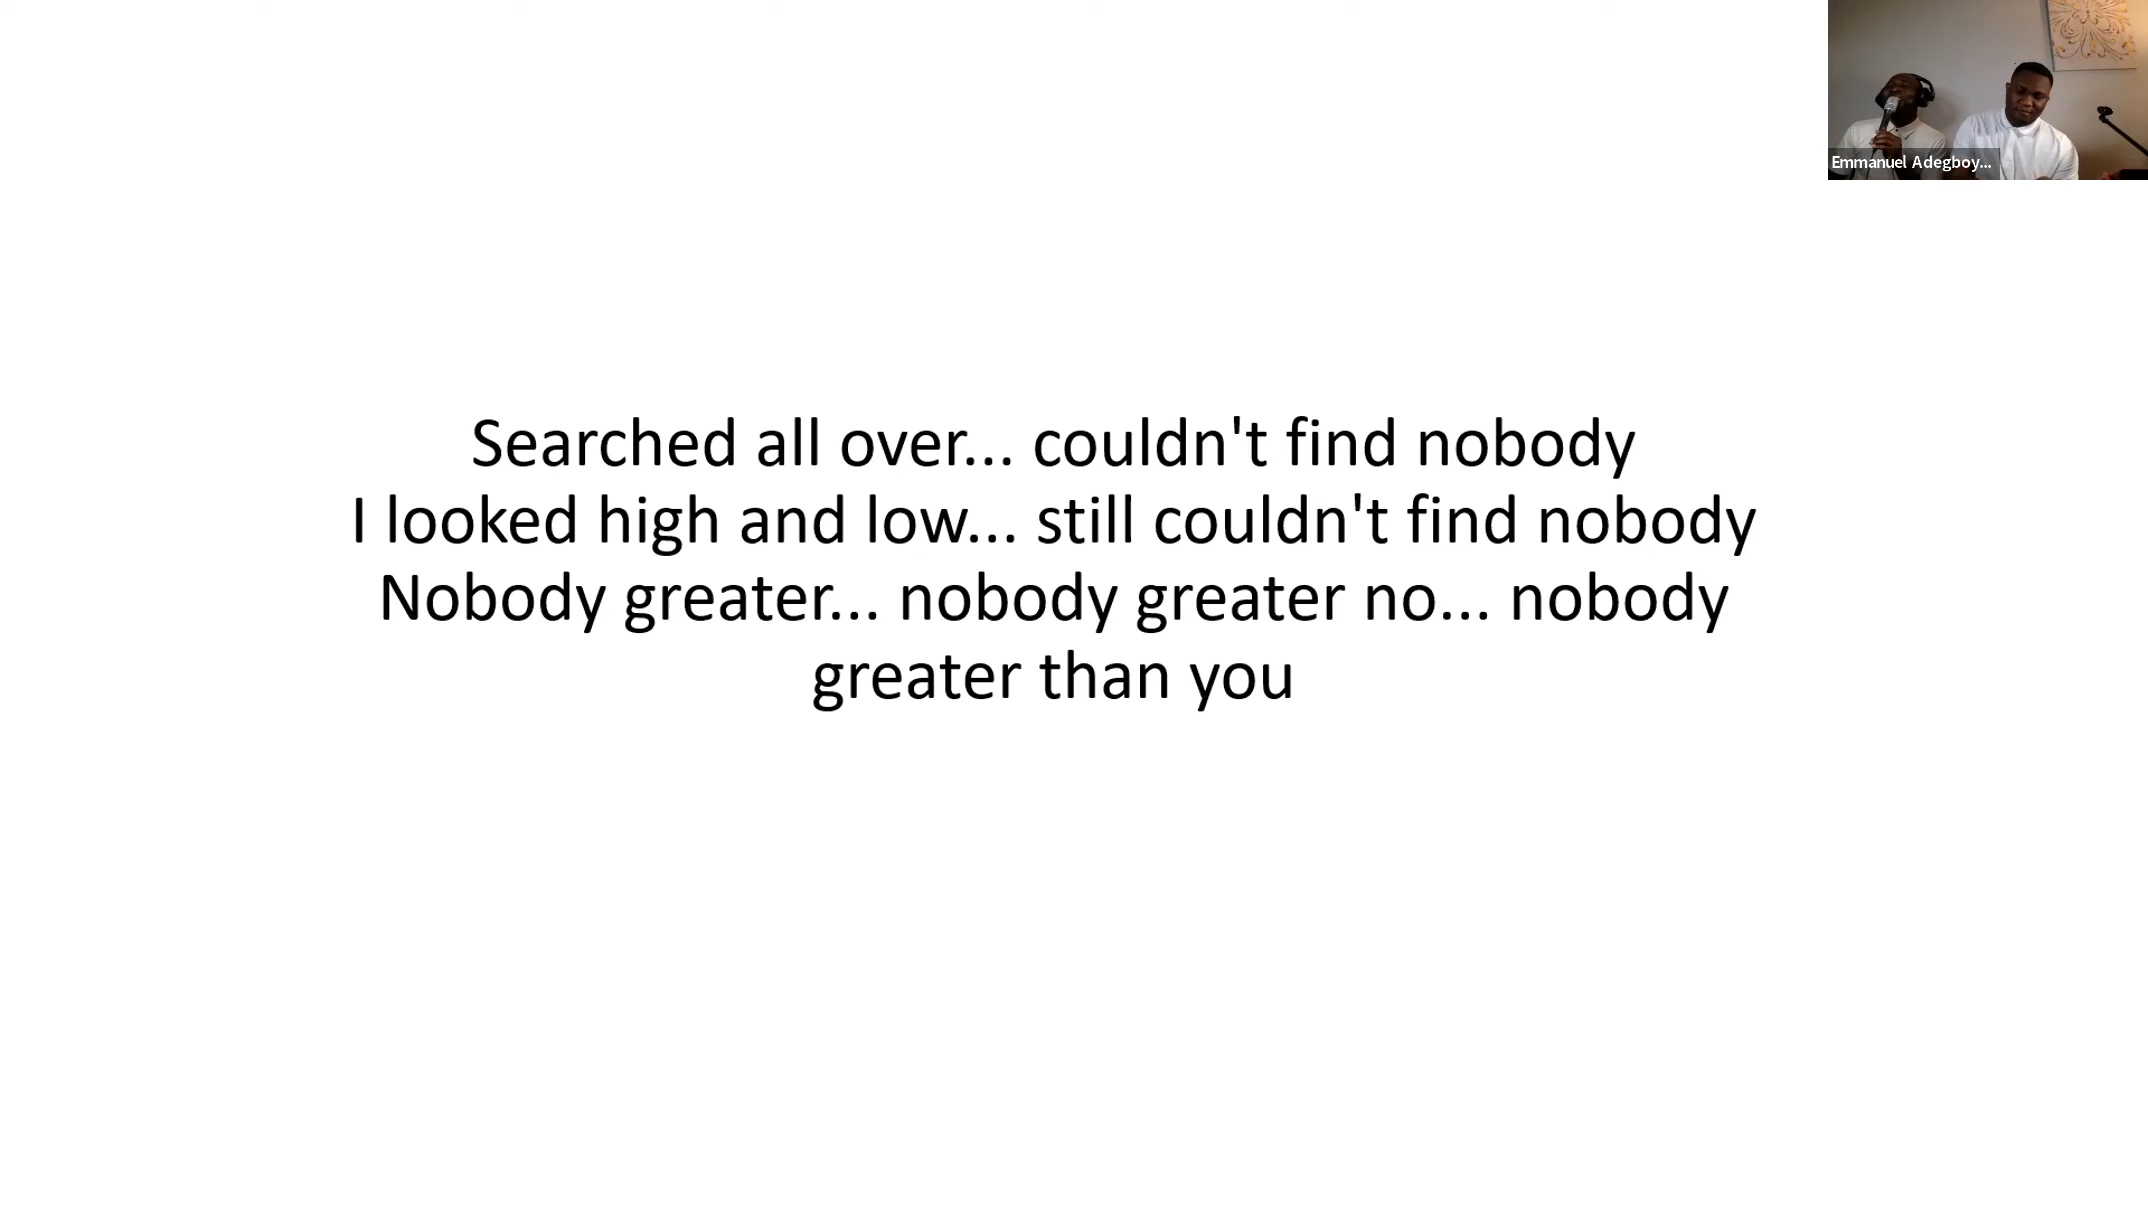 Emmanuel Adegboy...
Searched all over... couldn't find nobody
I looked high and low... still couldn't find nobody
Nobody greater... nobody greater no... nobody
greater than you